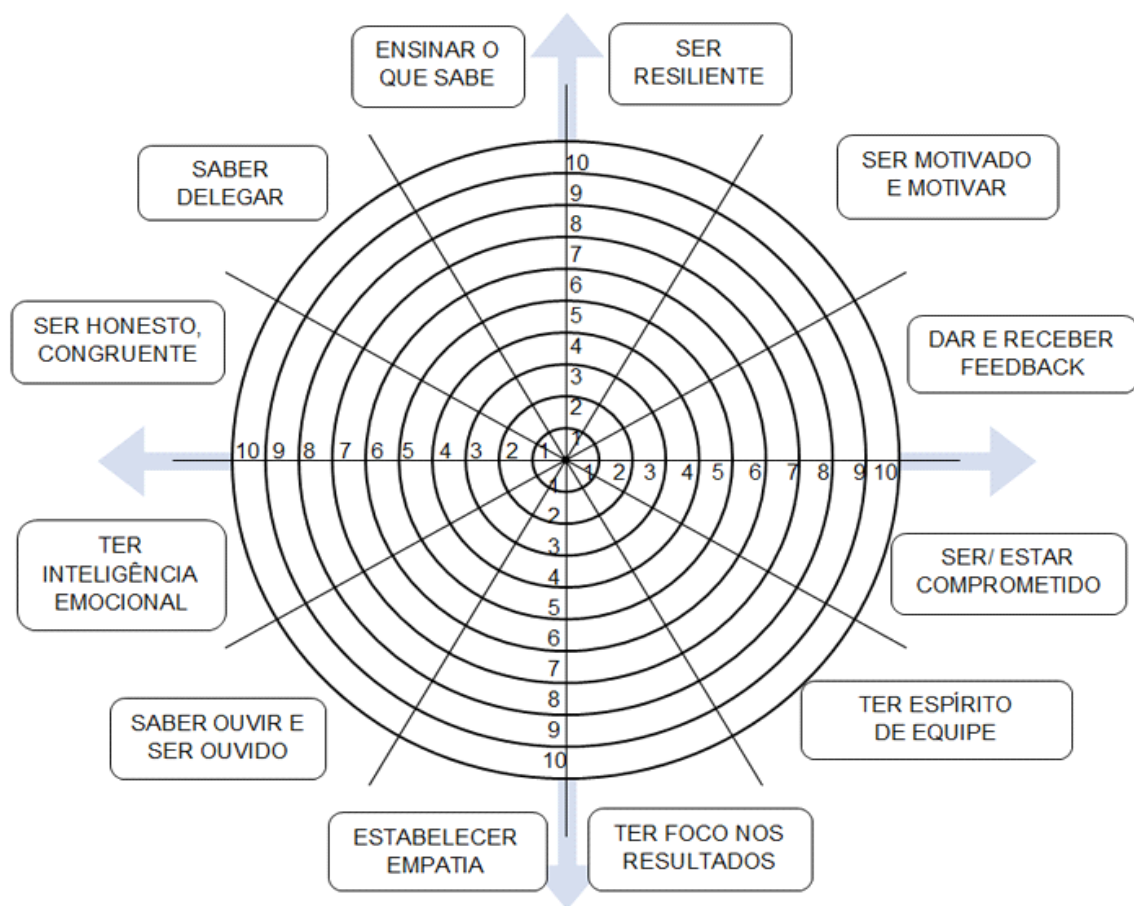 ENSINAR O
QUE SABE
SER
RESILIENTE
SABER
DELEGAR
SER MOTIVADO
E MOTIVAR
SER HONESTO,
CONGRUENTE
DAR E RECEBER
FEEDBACK
10
9
8
7
6
5
4
3
2
1
10 9 8 7 6 5 4 3 2 1
1 2 3 4 5 6 7 8 9 10
1
2
3
4
5
6
7
8
9
10
TER
INTELIGÊNCIA
EMOCIONAL
SER/ ESTAR
COMPROMETIDO
SABER OUVIR E
SER OUVIDO
TER ESPÍRITO
DE EQUIPE
ESTABELECER
EMPATIA
TER FOCO NOS
RESULTADOS